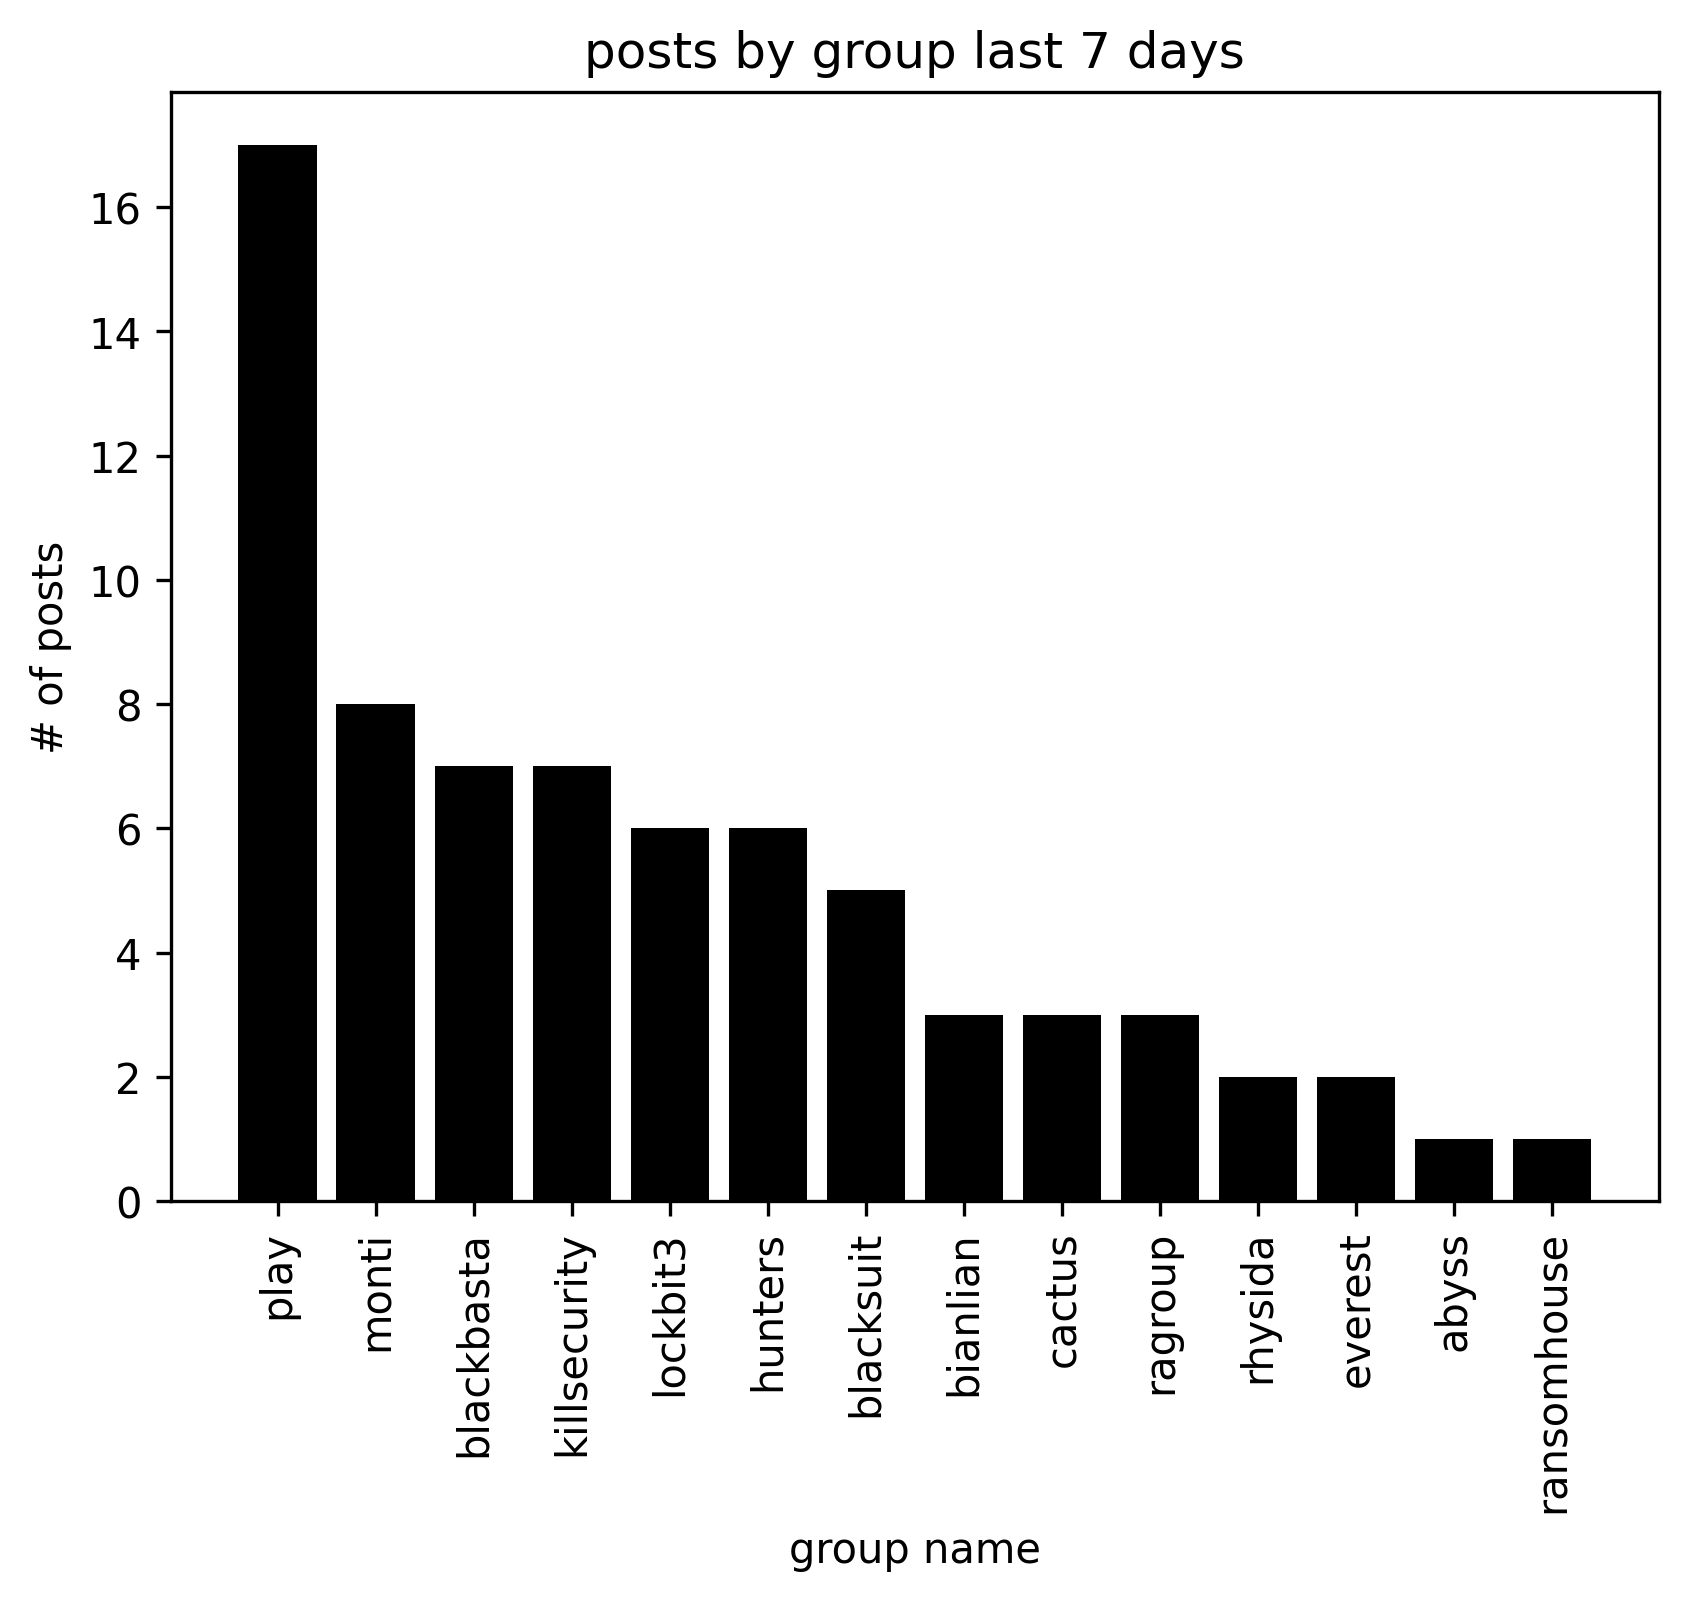 posts by group last 7 days
# of posts
16
14
12
10
8
6
4
2
0
play
monti
blackbasta
killsecurity
lockbit3
hunters
blacksuit
bianlian
cactus
ragroup
rhysida
everest
abyss
ransomhouse
group name